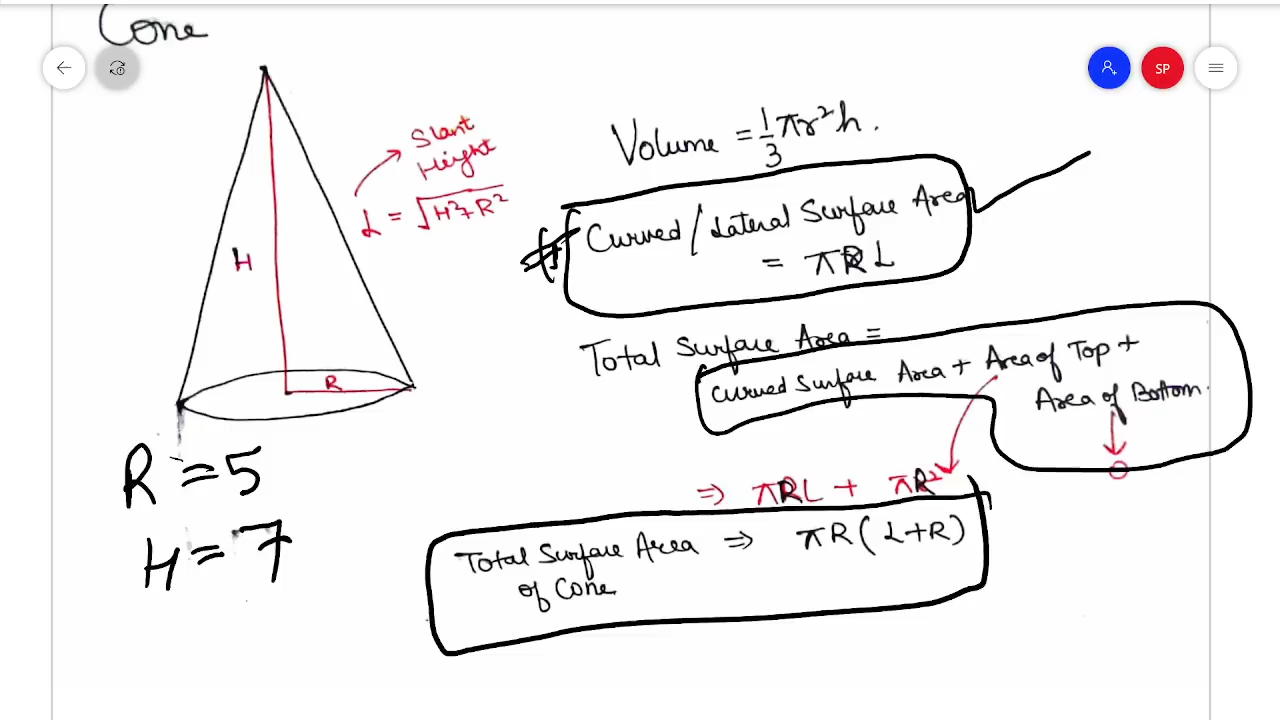 Cone
SP
Slant
Height
L = √H²+R²
H
R
R = 5
H = 7
Volume = 1/3 πr²h.
Curved / Lateral Surface Area
= πRL
Total Surface Area =
Curved Surface Area + Area of Top +
Area of Bottom.
⇒ πRL + πR²
Total Surface Area ⇒ πR(L+R)
of Cone